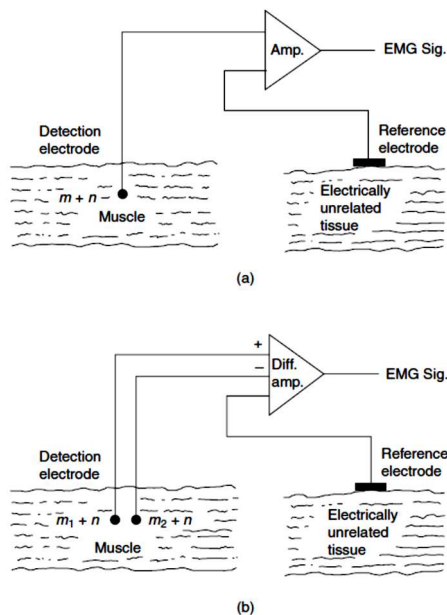 Amp.
EMG Sig.
Detection
electrode
Reference
electrode
m + n
Muscle
Electrically
unrelated
tissue
(a)
+
−
Diff.
amp.
EMG Sig.
Detection
electrode
Reference
electrode
m₁ + n
m₂ + n
Muscle
Electrically
unrelated
tissue
(b)